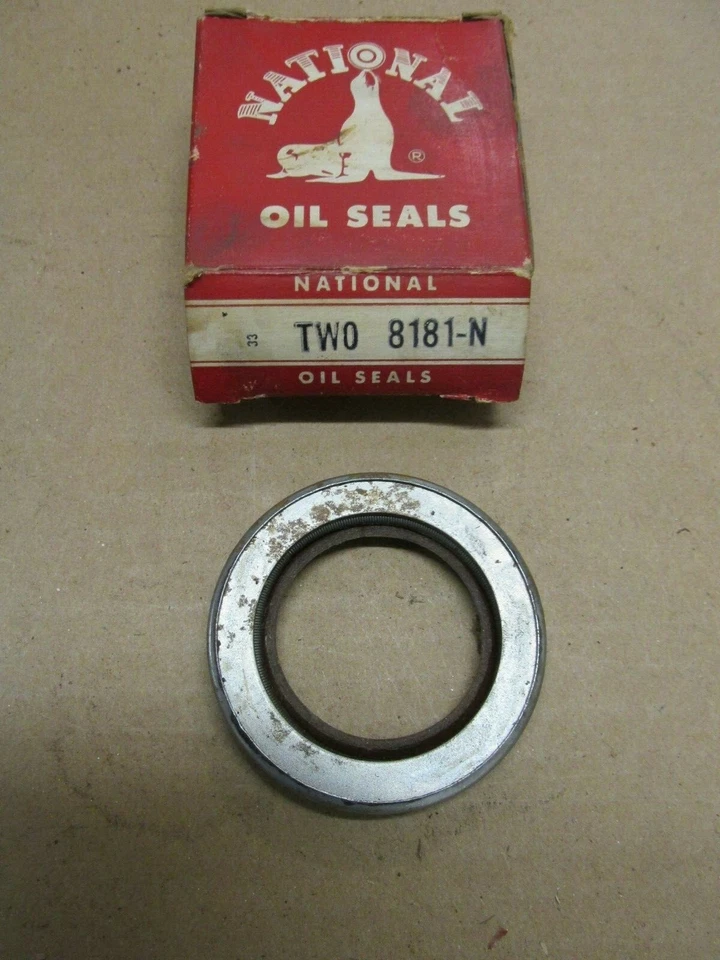 NATIONAL
®
OIL SEALS
NATIONAL
33 TWO 8181-N
OIL SEALS